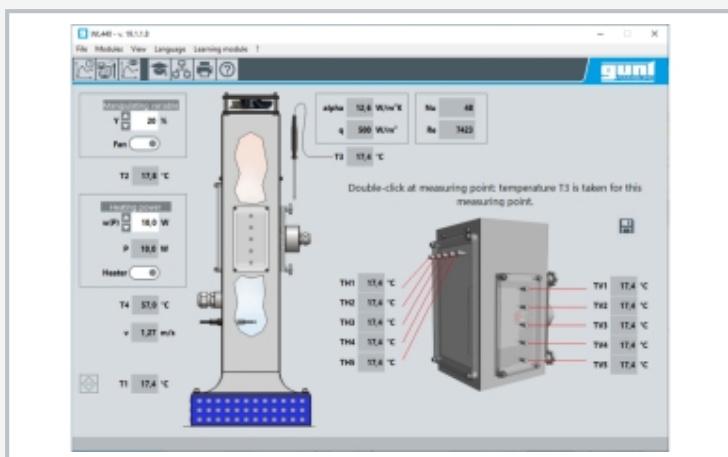 WL440 - v. 19.1.1.0
File Modules View Language Learning module ?
gunt
Manipulating variable
Y 20 %
Fan
T2 17,8 °C
Heating power
w(P) 10,0 W
P 10,0 W
Heater
T4 57,0 °C
v 1,27 m/s
T1 17,4 °C
alpha 12,6 W/m²K
q 500 W/m²
Nu 48
Re 7423
T3 17,4 °C
Double-click at measuring point: temperature T3 is taken for this
measuring point.
TH1 17,4 °C
TH2 17,4 °C
TH3 17,4 °C
TH4 17,4 °C
TH5 17,4 °C
TV1 17,4 °C
TV2 17,4 °C
TV3 17,4 °C
TV4 17,4 °C
TV5 17,4 °C